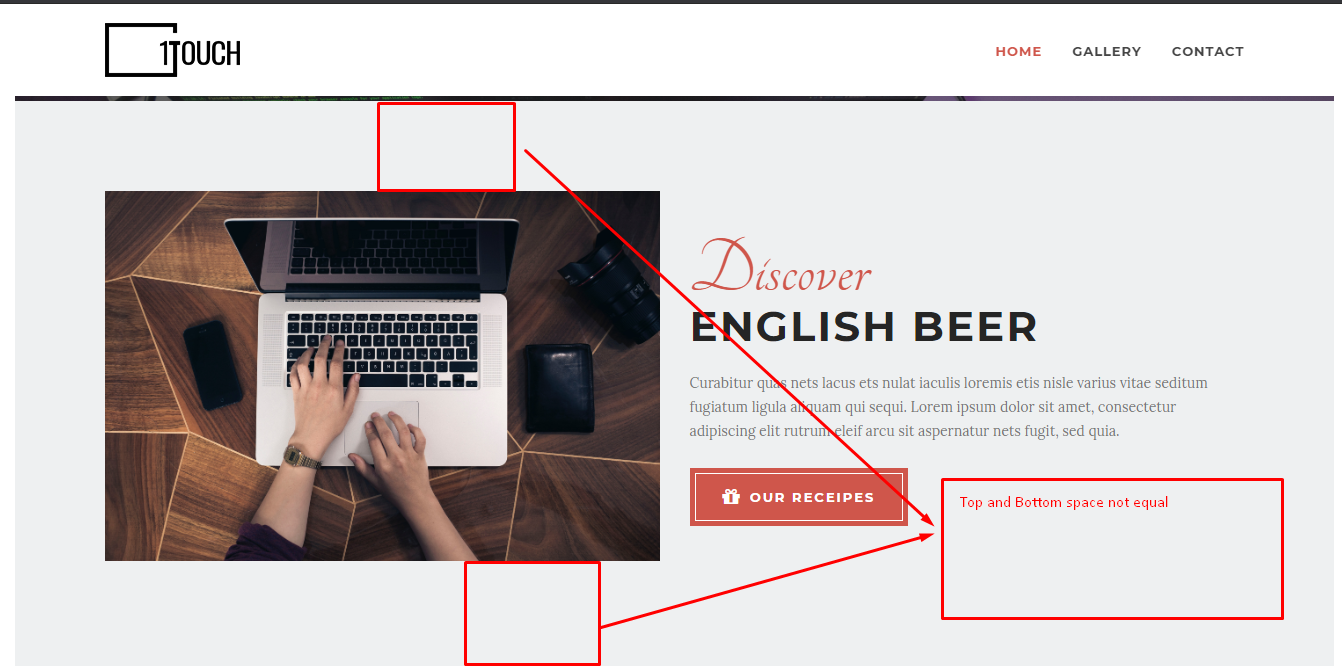 1TOUCH
HOME GALLERY CONTACT
Discover
ENGLISH BEER
Curabitur quas nets lacus ets nulat iaculis loremis etis nisle varius vitae seditum
fugiatum ligula aliquam qui sequi. Lorem ipsum dolor sit amet, consectetur
adipiscing elit rutrum eleif arcu sit aspernatur nets fugit, sed quia.
OUR RECEIPES
Top and Bottom space not equal